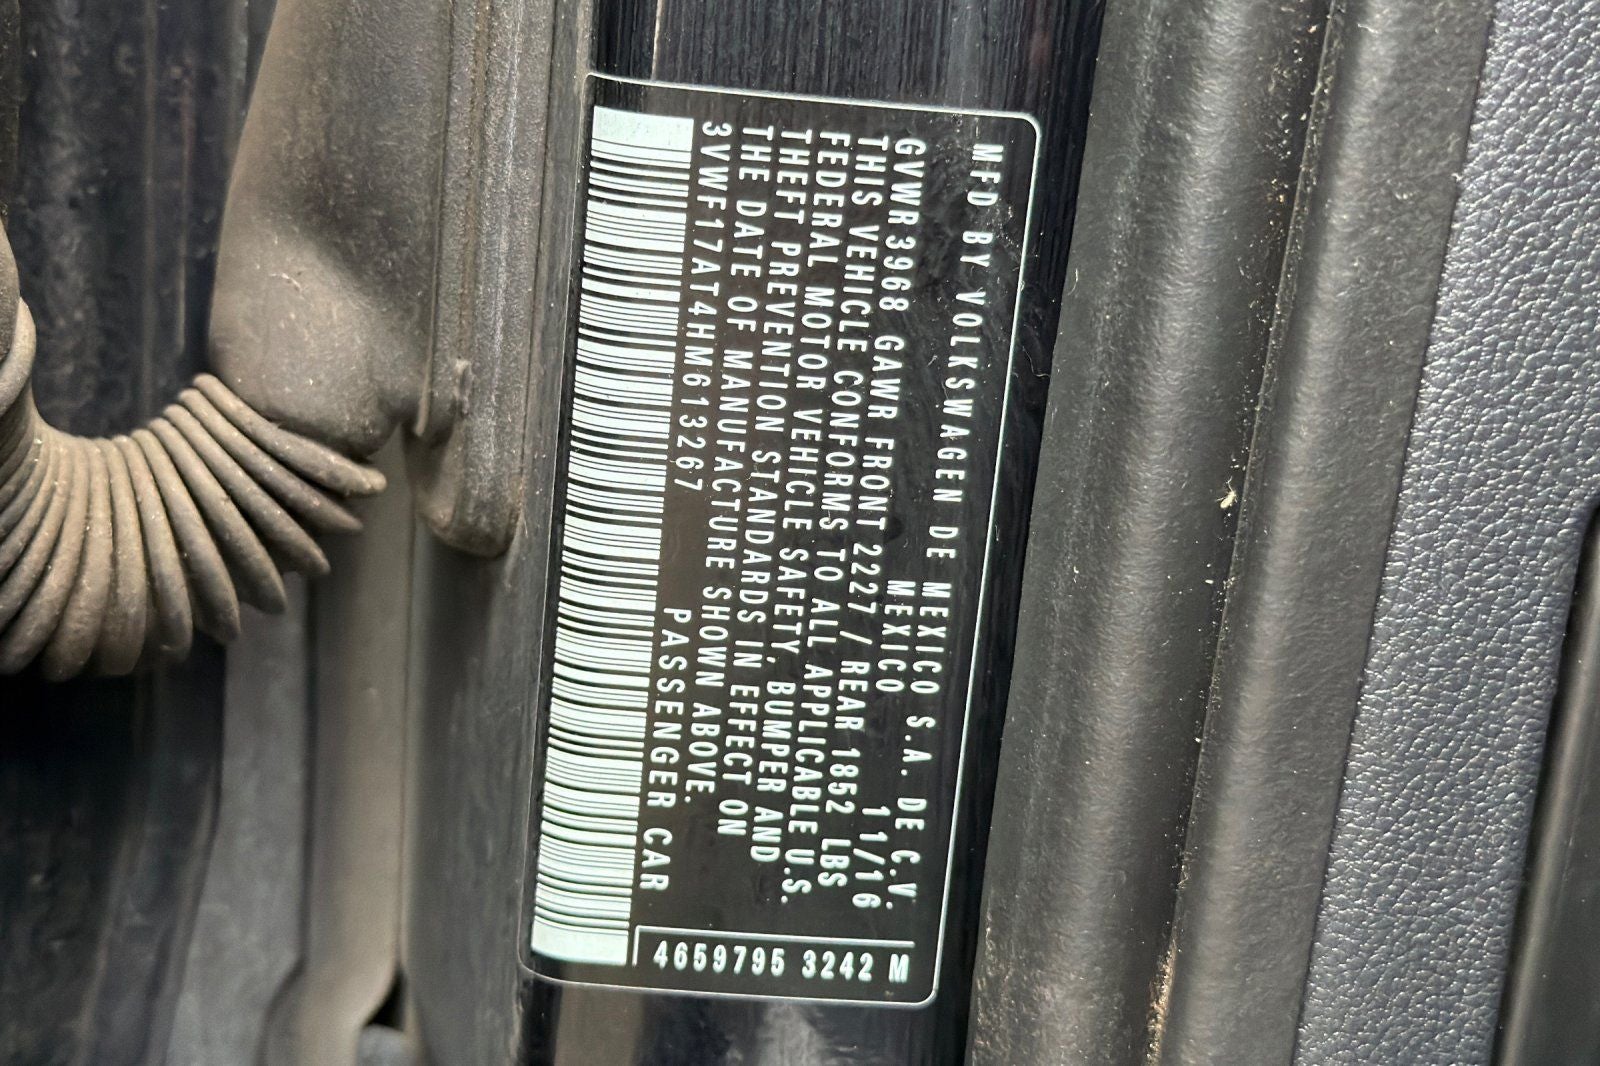 MFD BY VOLKSWAGEN DE MEXICO S.A. DE C.V.
MEXICO 11/16
GVWR 3968 GAWR FRONT 2227 / REAR 1852 LBS
THIS VEHICLE CONFORMS TO ALL APPLICABLE U.S.
FEDERAL MOTOR VEHICLE SAFETY, BUMPER AND
THEFT PREVENTION STANDARDS IN EFFECT ON
THE DATE OF MANUFACTURE SHOWN ABOVE.
3VWF17AT4HM613267 PASSENGER CAR
4659795 3242 M